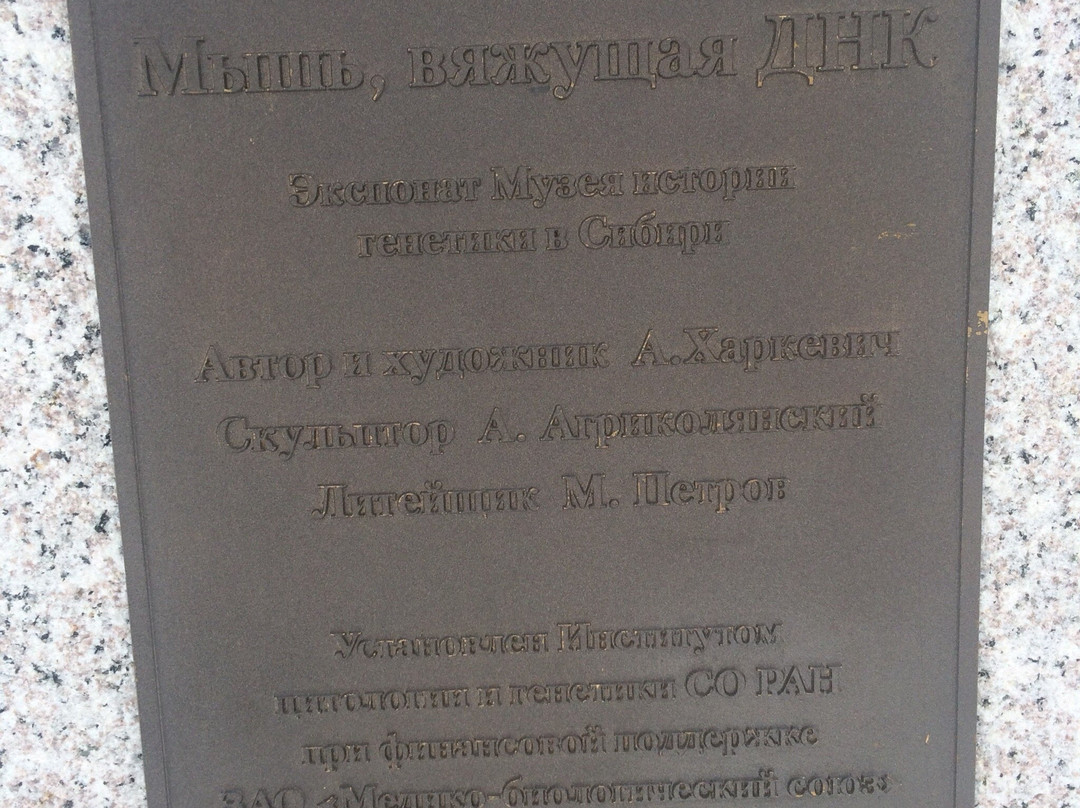 Мышь, вяжущая ДНК
Экспонат Музея истории
генетики в Сибири
Автор и художник А.Харкевич
Скульптор А. Агриколянский
Литейщик М. Петров
Установлен Институтом
цитологии и генетики СО РАН
при финансовой поддержке
ЗАО «Медико-биологический союз»